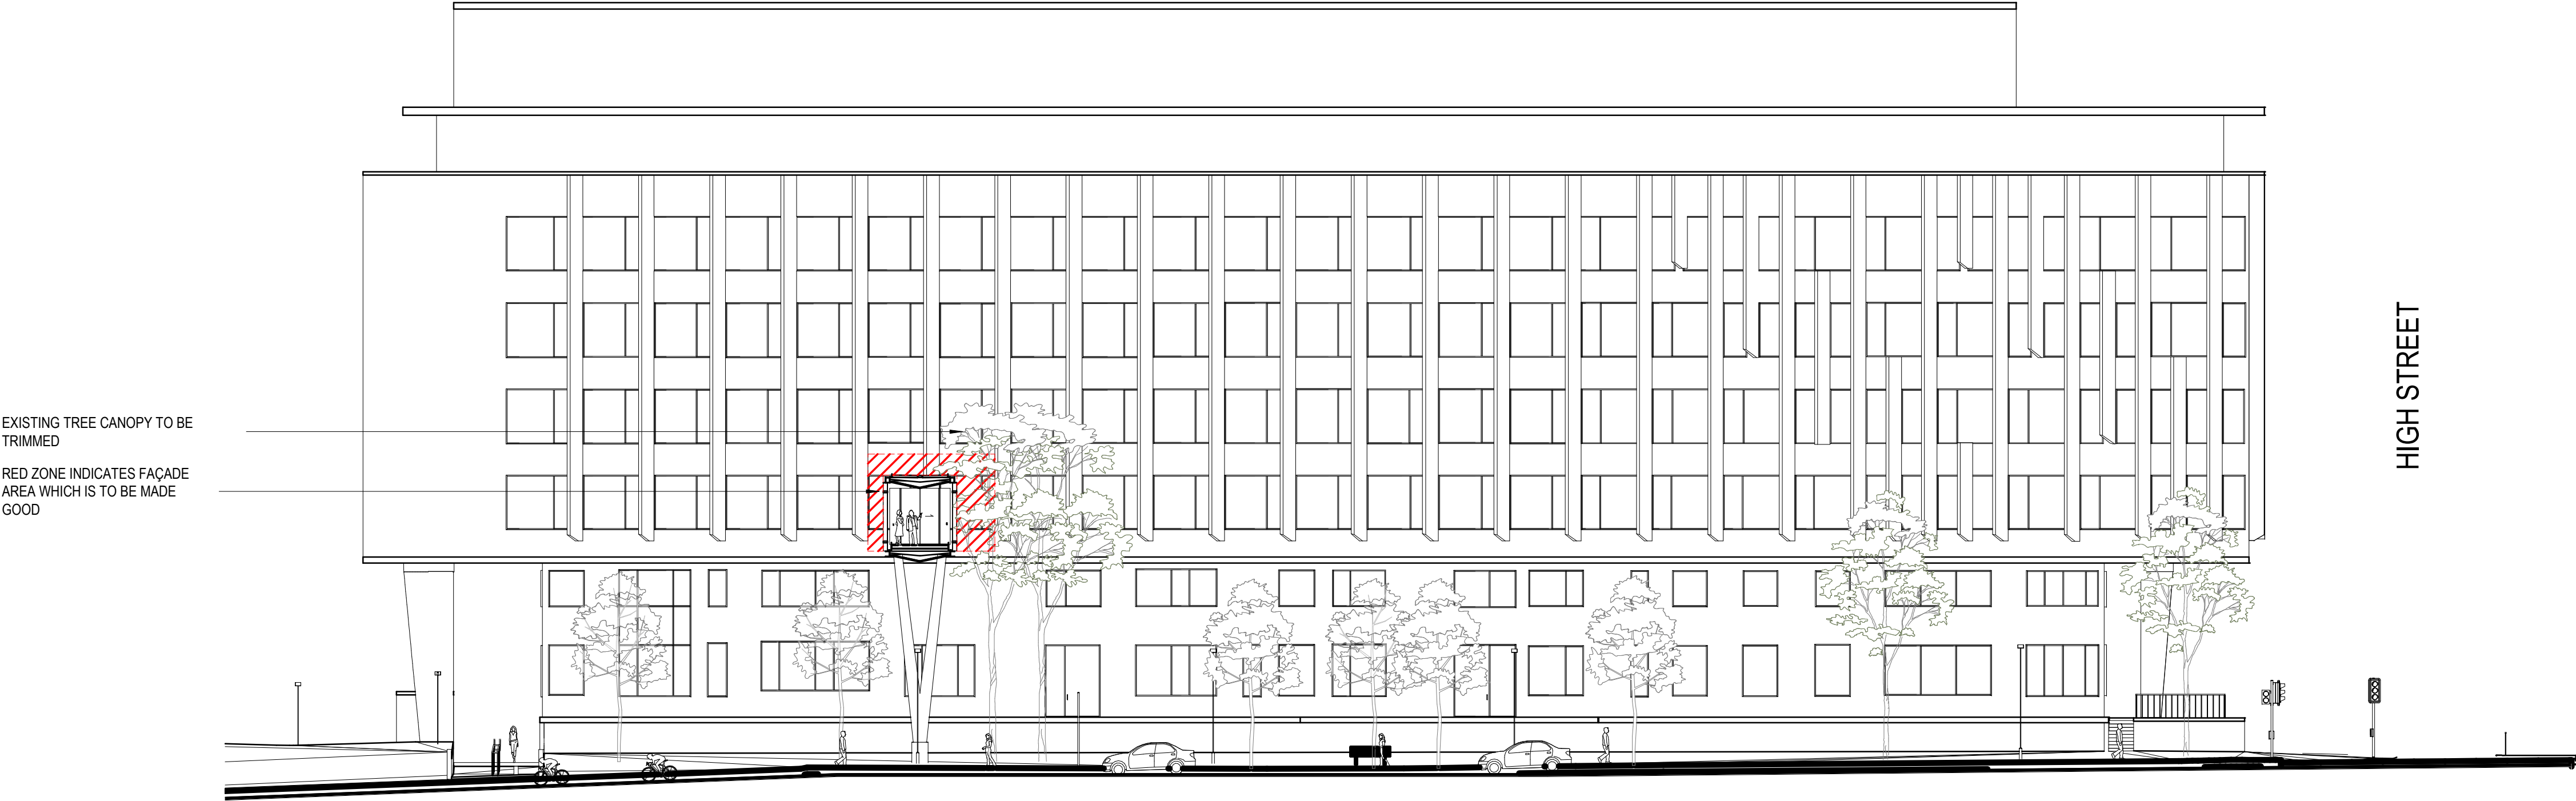 EXISTING TREE CANOPY TO BE
TRIMMED
RED ZONE INDICATES FAÇADE
AREA WHICH IS TO BE MADE
GOOD
HIGH STREET